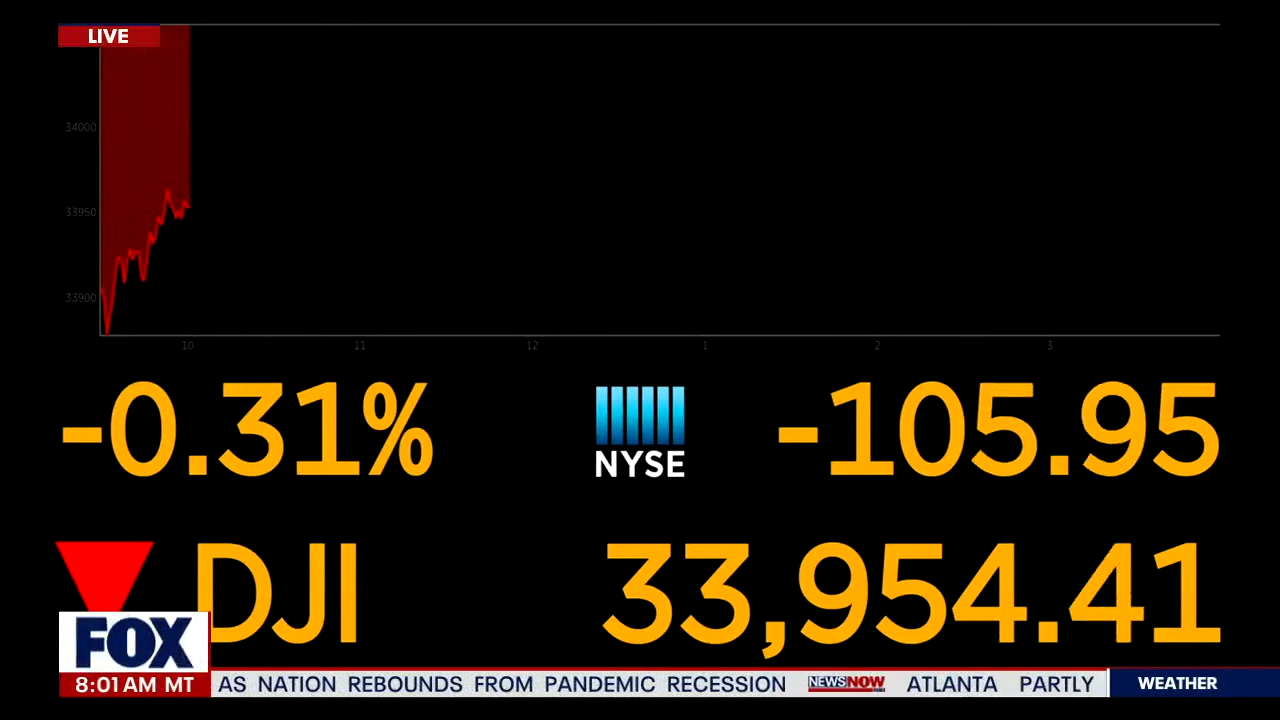 LIVE
34000
33950
33900
10 11 12 1 2 3
-0.31% NYSE -105.95
DJI 33,954.41
FOX
8:01 AM MT AS NATION REBOUNDS FROM PANDEMIC RECESSION NEWSNOW ATLANTA PARTLY WEATHER